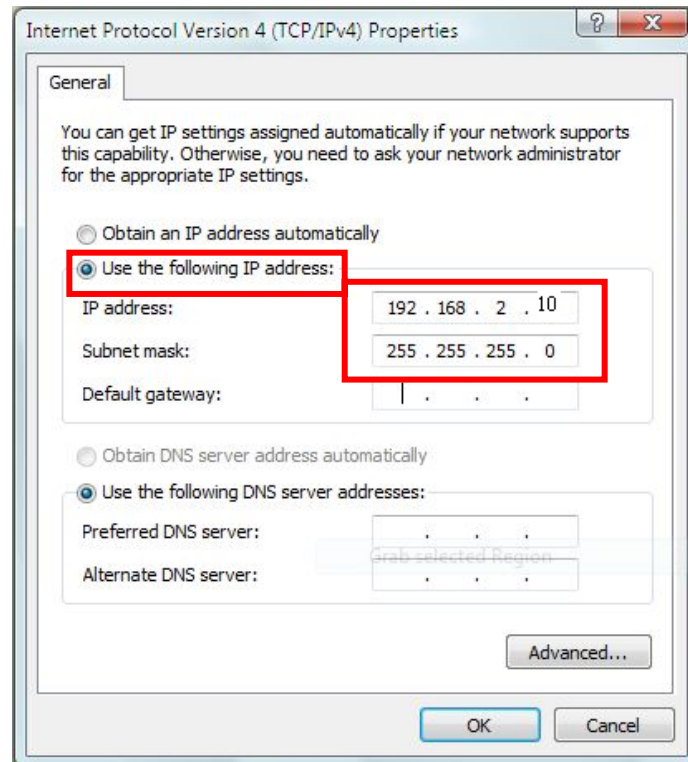 Internet Protocol Version 4 (TCP/IPv4) Properties
?
General
You can get IP settings assigned automatically if your network supports
this capability. Otherwise, you need to ask your network administrator
for the appropriate IP settings.
Obtain an IP address automatically
Use the following IP address:
IP address: 192 . 168 . 2 . 10
Subnet mask: 255 . 255 . 255 . 0
Default gateway: . . .
Obtain DNS server address automatically
Use the following DNS server addresses:
Preferred DNS server: . . .
Grab selected Region
Alternate DNS server: . . .
Advanced...
OK Cancel